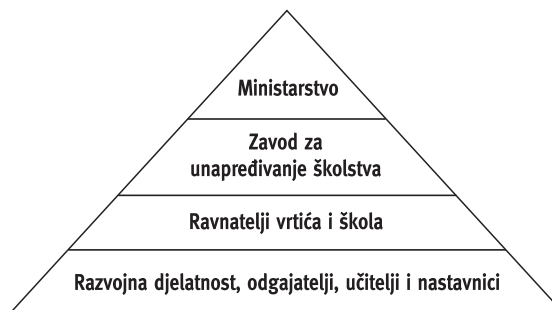 Ministarstvo
Zavod za
unapređivanje školstva
Ravnatelji vrtića i škola
Razvojna djelatnost, odgajatelji, učitelji i nastavnici